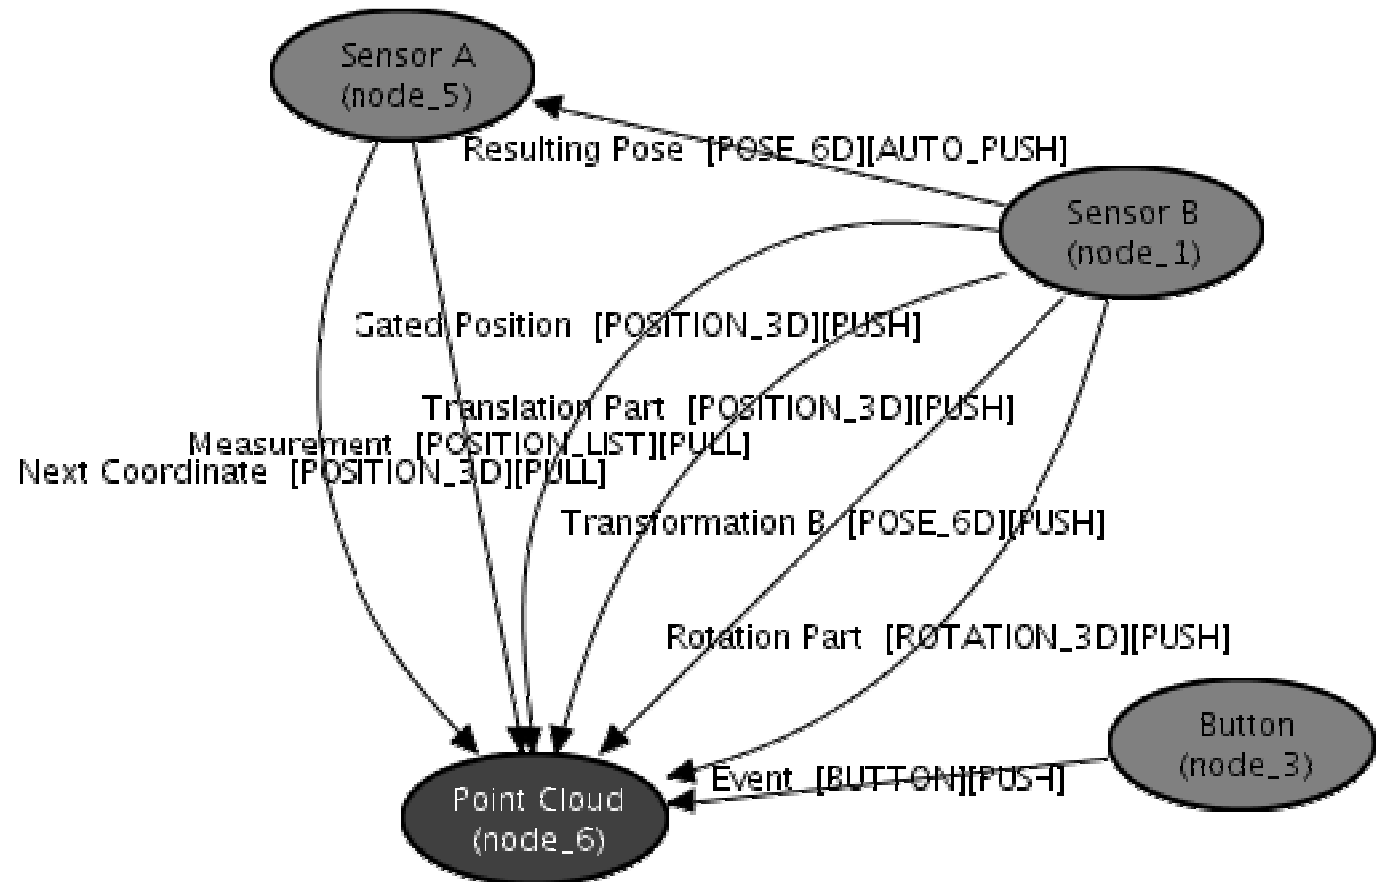 Sensor A
(node_5)
Resulting Pose [POSE_6D][AUTO_PUSH]
Sensor B
(node_1)
Gated Position [POSITION_3D][PUSH]
Translation Part [POSITION_3D][PUSH]
Measurement [POSITION_LIST][PULL]
Next Coordinate [POSITION_3D][PULL]
Transformation B [POSE_6D][PUSH]
Rotation Part [ROTATION_3D][PUSH]
Button
(node_3)
Event [BUTTON][PUSH]
Point Cloud
(node_6)